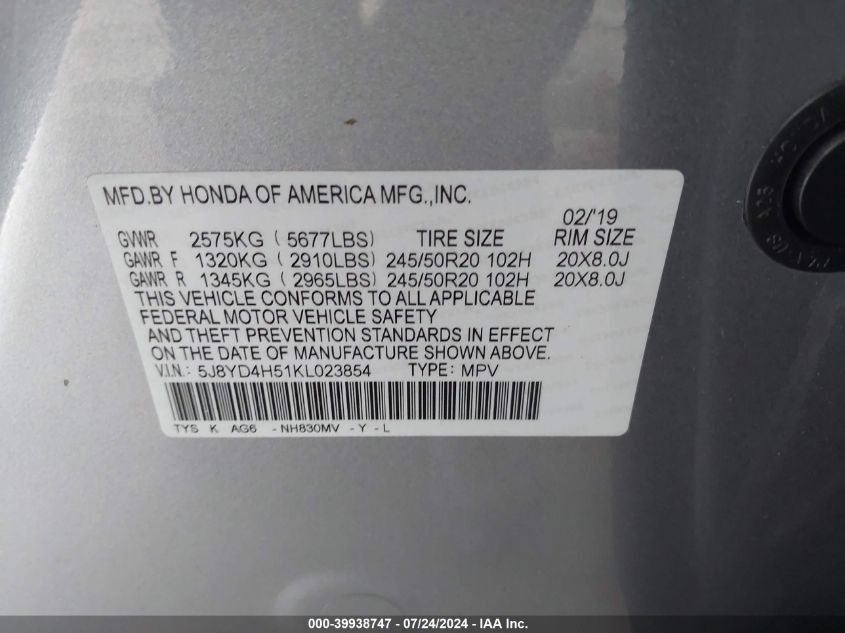 MFD.BY HONDA OF AMERICA MFG.,INC.
02/'19
GVWR 2575KG ( 5677LBS) TIRE SIZE RIM SIZE
GAWR F 1320KG ( 2910LBS) 245/50R20 102H 20X8.0J
GAWR R 1345KG ( 2965LBS) 245/50R20 102H 20X8.0J
THIS VEHICLE CONFORMS TO ALL APPLICABLE
FEDERAL MOTOR VEHICLE SAFETY
AND THEFT PREVENTION STANDARDS IN EFFECT
ON THE DATE OF MANUFACTURE SHOWN ABOVE.
V.I.N.: 5J8YD4H51KL023854 TYPE: MPV
TYS K AG6 -NH830MV -Y -L
000-39938747 / 07/24/2024 - IAA Inc.